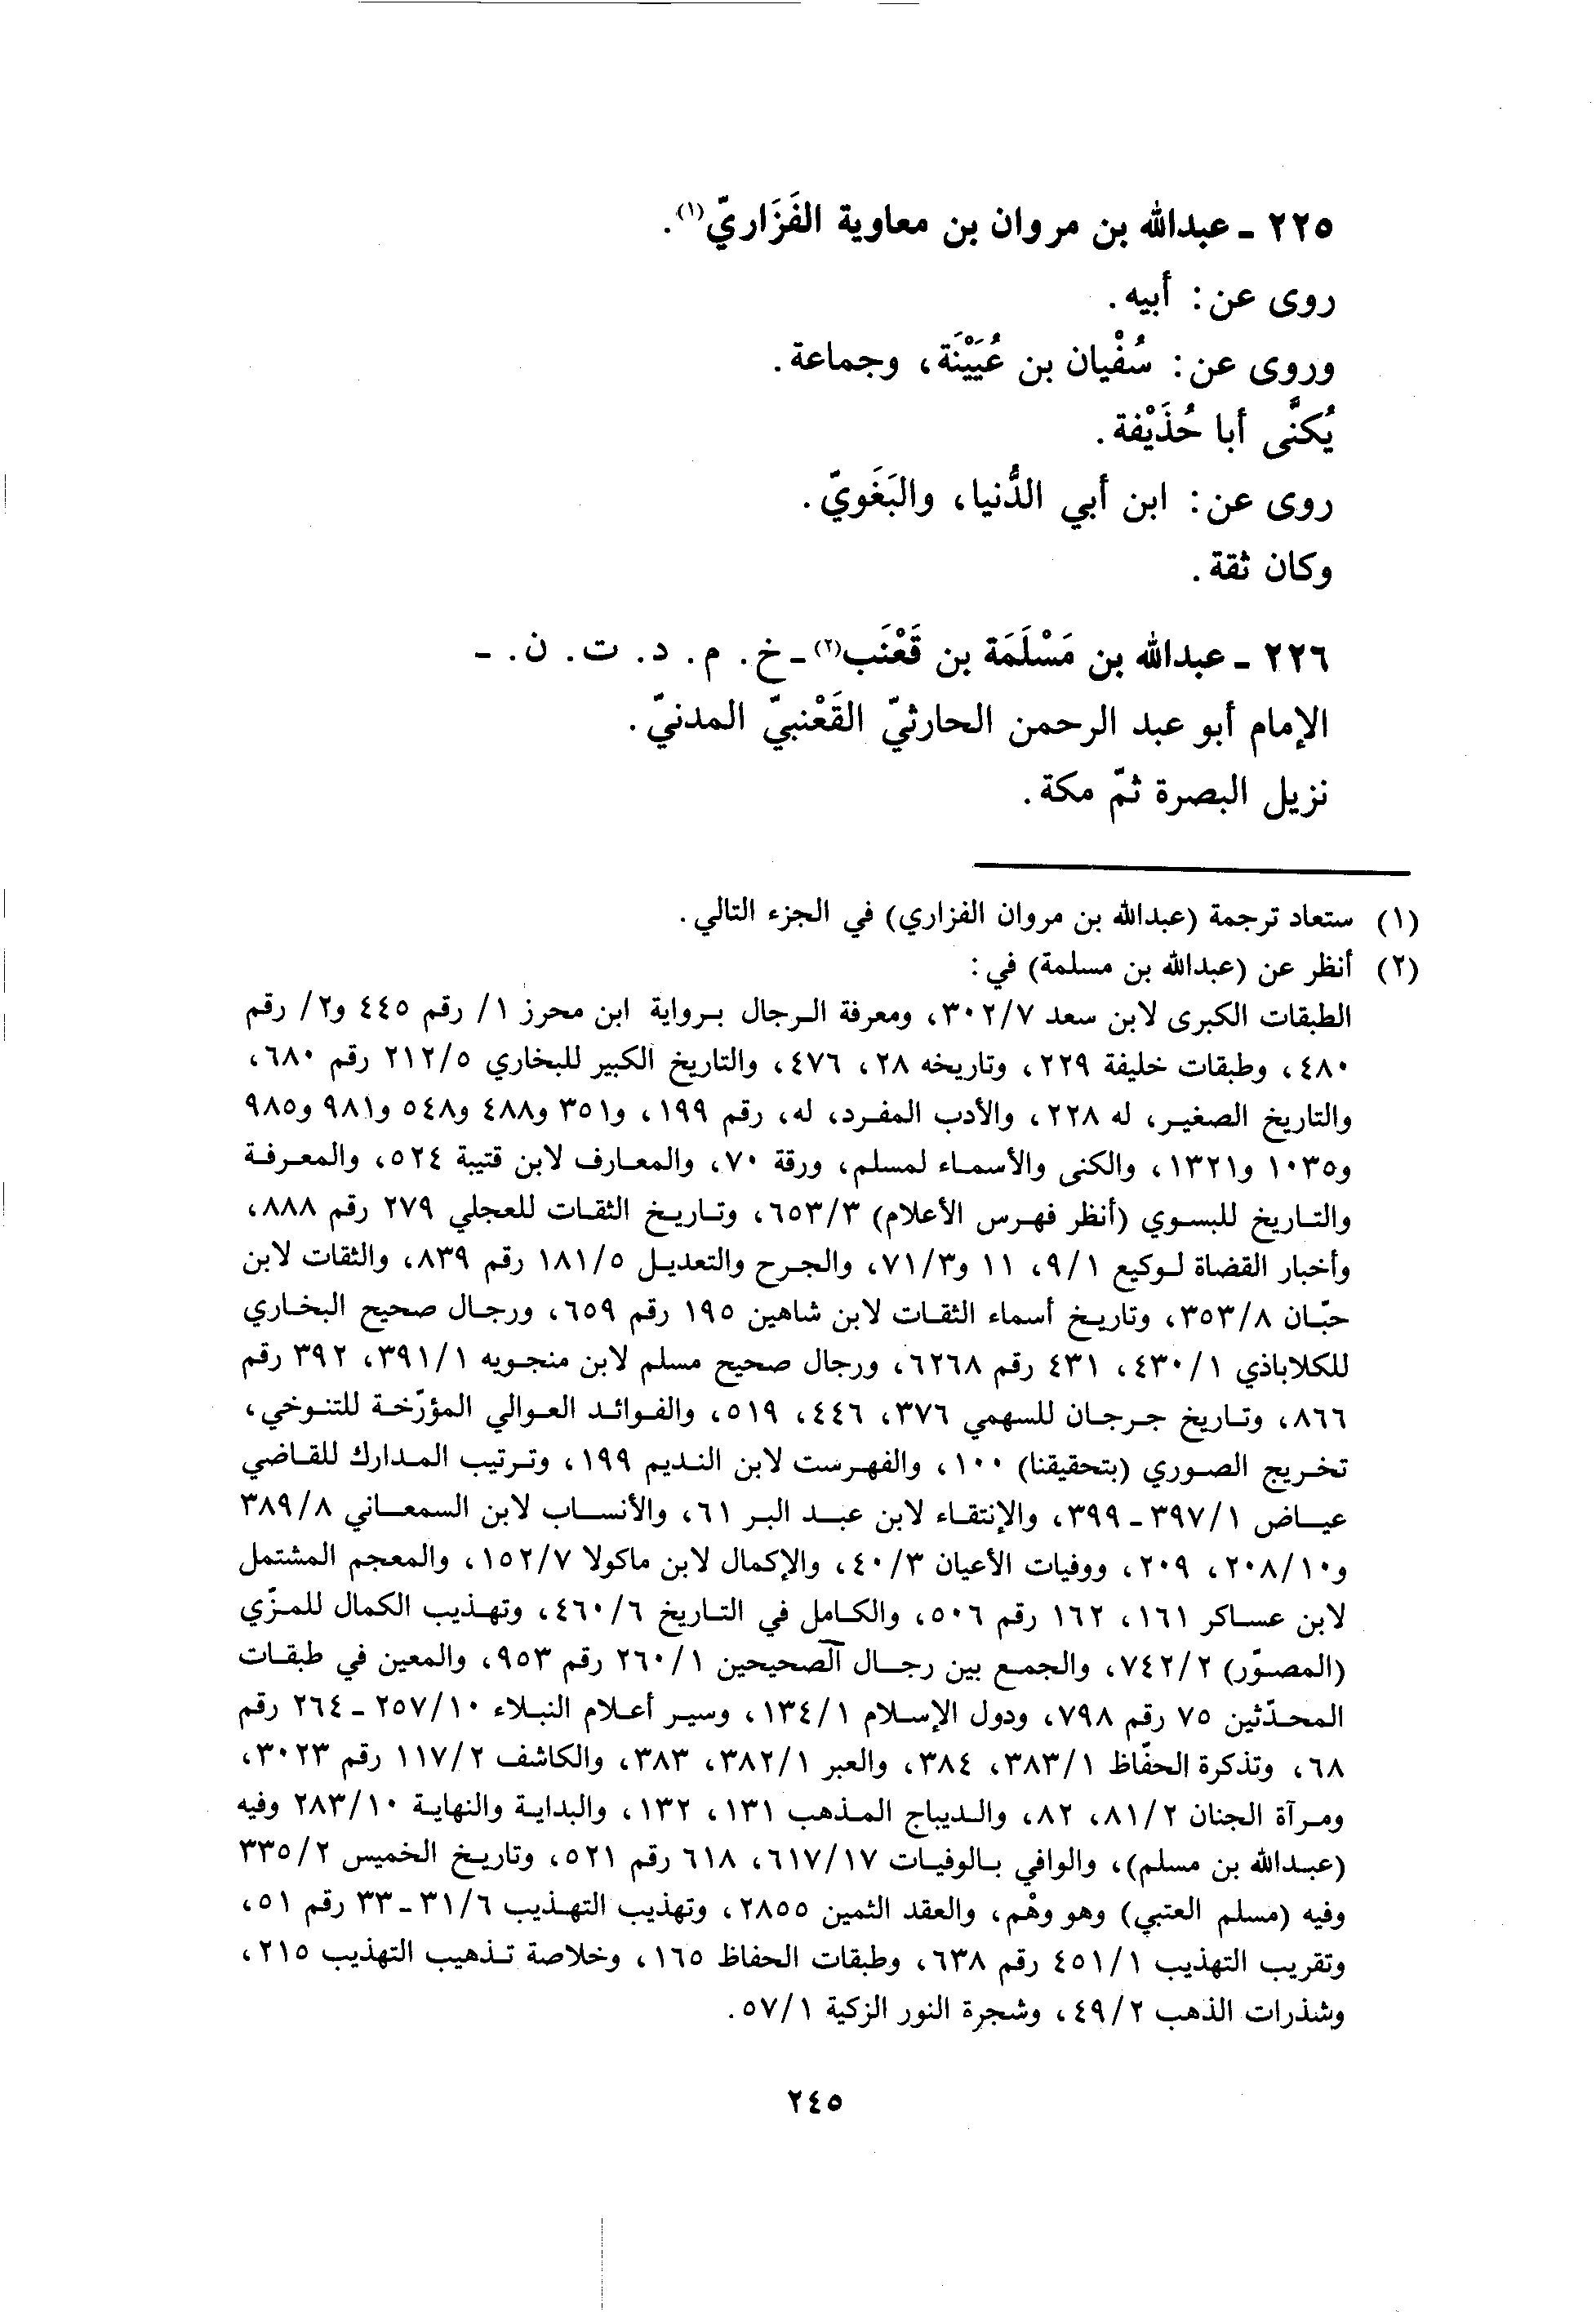 ٢٢٥ ـ عبدالله بن مروان بن معاوية الفَزَاريّ(١).
روى عن: أبيه.
وروى عن: سُفْيان بن عُيَيْنَة، وجماعة.
يُكنَّى أبا حُذَيْفة.
روى عن: ابن أبي الدُّنيا، والبَغَويّ.
وكان ثقة.
٢٢٦ ـ عبدالله بن مَسْلَمَة بن قَعْنَب(٢) ـ خ. م. د. ت. ن. ـ
الإمام أبو عبد الرحمن الحارثيّ القَعْنبيّ المدنيّ.
نزيل البصرة ثمّ مكة.
(١) ستعاد ترجمة (عبدالله بن مروان الفزاري) في الجزء التالي.
(٢) أنظر عن (عبدالله بن مسلمة) في:
الطبقات الكبرى لابن سعد ٣٠٢/٧، ومعرفة الرجال برواية ابن محرز ١/ رقم ٤٤٥ و٢/ رقم
٤٨٠، وطبقات خليفة ٢٢٩، وتاريخه ٢٨، ٤٧٦، والتاريخ الكبير للبخاري ٢١٢/٥ رقم ٦٨٠،
والتاريخ الصغير، له ٢٢٨، والأدب المفرد، له، رقم ١٩٩، و٣٥١ و٤٨٨ و٥٤٨ و٩٨١ و٩٨٥
و١٠٣٥ و١٣٢١، والكنى والأسماء لمسلم، ورقة ٧٠، والمعارف لابن قتيبة ٥٢٤، والمعرفة
والتاريخ للبسوي (أنظر فهرس الأعلام) ٦٥٣/٣، وتاريخ الثقات للعجلي ٢٧٩ رقم ٨٨٨،
وأخبار القضاة لوكيع ٩/١، ١١ و٧١/٣، والجرح والتعديل ١٨١/٥ رقم ٨٣٩، والثقات لابن
حبّان ٣٥٣/٨، وتاريخ أسماء الثقات لابن شاهين ١٩٥ رقم ٦٥٩، ورجال صحيح البخاري
للكلاباذي ٤٣٠/١، ٤٣١ رقم ٦٢٦٨، ورجال صحيح مسلم لابن منجويه ٣٩١/١، ٣٩٢ رقم
٨٦٦، وتاريخ جرجان للسهمي ٣٧٦، ٤٤٦، ٥١٩، والفوائد العوالي المؤرّخة للتنوخي،
تخريج الصوري (بتحقيقنا) ١٠٠، والفهرست لابن النديم ١٩٩، وترتيب المدارك للقاضي
عياض ٣٩٧/١ ـ ٣٩٩، والإنتقاء لابن عبد البر ٦١، والأنساب لابن السمعاني ٣٨٩/٨
و٢٠٨/١٠، ٢٠٩، ووفيات الأعيان ٤٠/٣، والإكمال لابن ماكولا ١٥٢/٧، والمعجم المشتمل
لابن عساكر ١٦١، ١٦٢ رقم ٥٠٦، والكامل في التاريخ ٤٦٠/٦، وتهذيب الكمال للمزّي
(المصوّر) ٧٤٢/٢، والجمع بين رجال الصحيحين ٢٦٠/١ رقم ٩٥٣، والمعين في طبقات
المحدّثين ٧٥ رقم ٧٩٨، ودول الإسلام ١٣٤/١، وسير أعلام النبلاء ٢٥٧/١٠ ـ ٢٦٤ رقم
٦٨، وتذكرة الحفّاظ ٣٨٣/١، ٣٨٤، والعبر ٣٨٢/١، ٣٨٣، والكاشف ١١٧/٢ رقم ٣٠٢٣،
ومرآة الجنان ٨١/٢، ٨٢، والديباج المذهب ١٣١، ١٣٢، والبداية والنهاية ٢٨٣/١٠ وفيه
(عبدالله بن مسلم)، والوافي بالوفيات ٦١٧/١٧، ٦١٨ رقم ٥٢١، وتاريخ الخميس ٣٣٥/٢
وفيه (مسلم العتبي) وهو وهْم، والعقد الثمين ٢٨٥٥، وتهذيب التهذيب ٣١/٦ ـ ٣٣ رقم ٥١،
وتقريب التهذيب ٤٥١/١ رقم ٦٣٨، وطبقات الحفاظ ١٦٥، وخلاصة تذهيب التهذيب ٢١٥،
وشذرات الذهب ٤٩/٢، وشجرة النور الزكية ٥٧/١.
٢٤٥